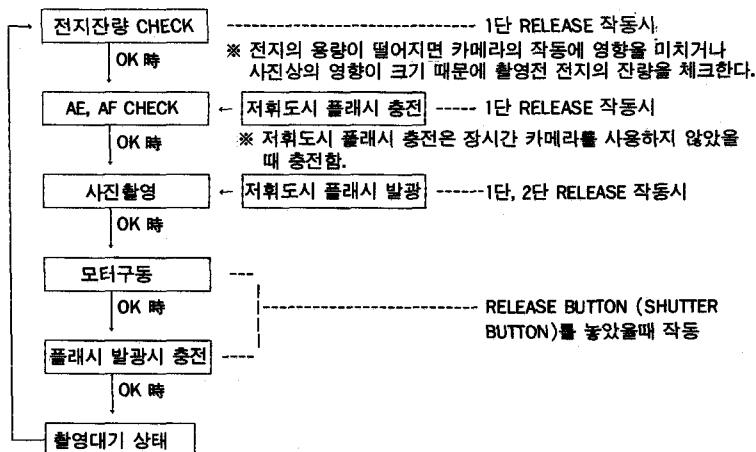 전지잔량 CHECK ------------------ 1단 RELEASE 작동시
OK 時
※ 전지의 용량이 떨어지면 카메라의 작동에 영향을 미치거나
사진상의 영향이 크기 때문에 촬영전 전지의 잔량을 체크한다.
AE, AF CHECK ← 저휘도시 플래시 충전 ----- 1단 RELEASE 작동시
OK 時
※ 저휘도시 플래시 충전은 장시간 카메라를 사용하지 않았을
때 충전함.
사진촬영 ← 저휘도시 플래시 발광 ------1단, 2단 RELEASE 작동시
OK 時
모터구동
OK 時
RELEASE BUTTON (SHUTTER
BUTTON)를 놓았을때 작동
플래시 발광시 충전
OK 時
촬영대기 상태